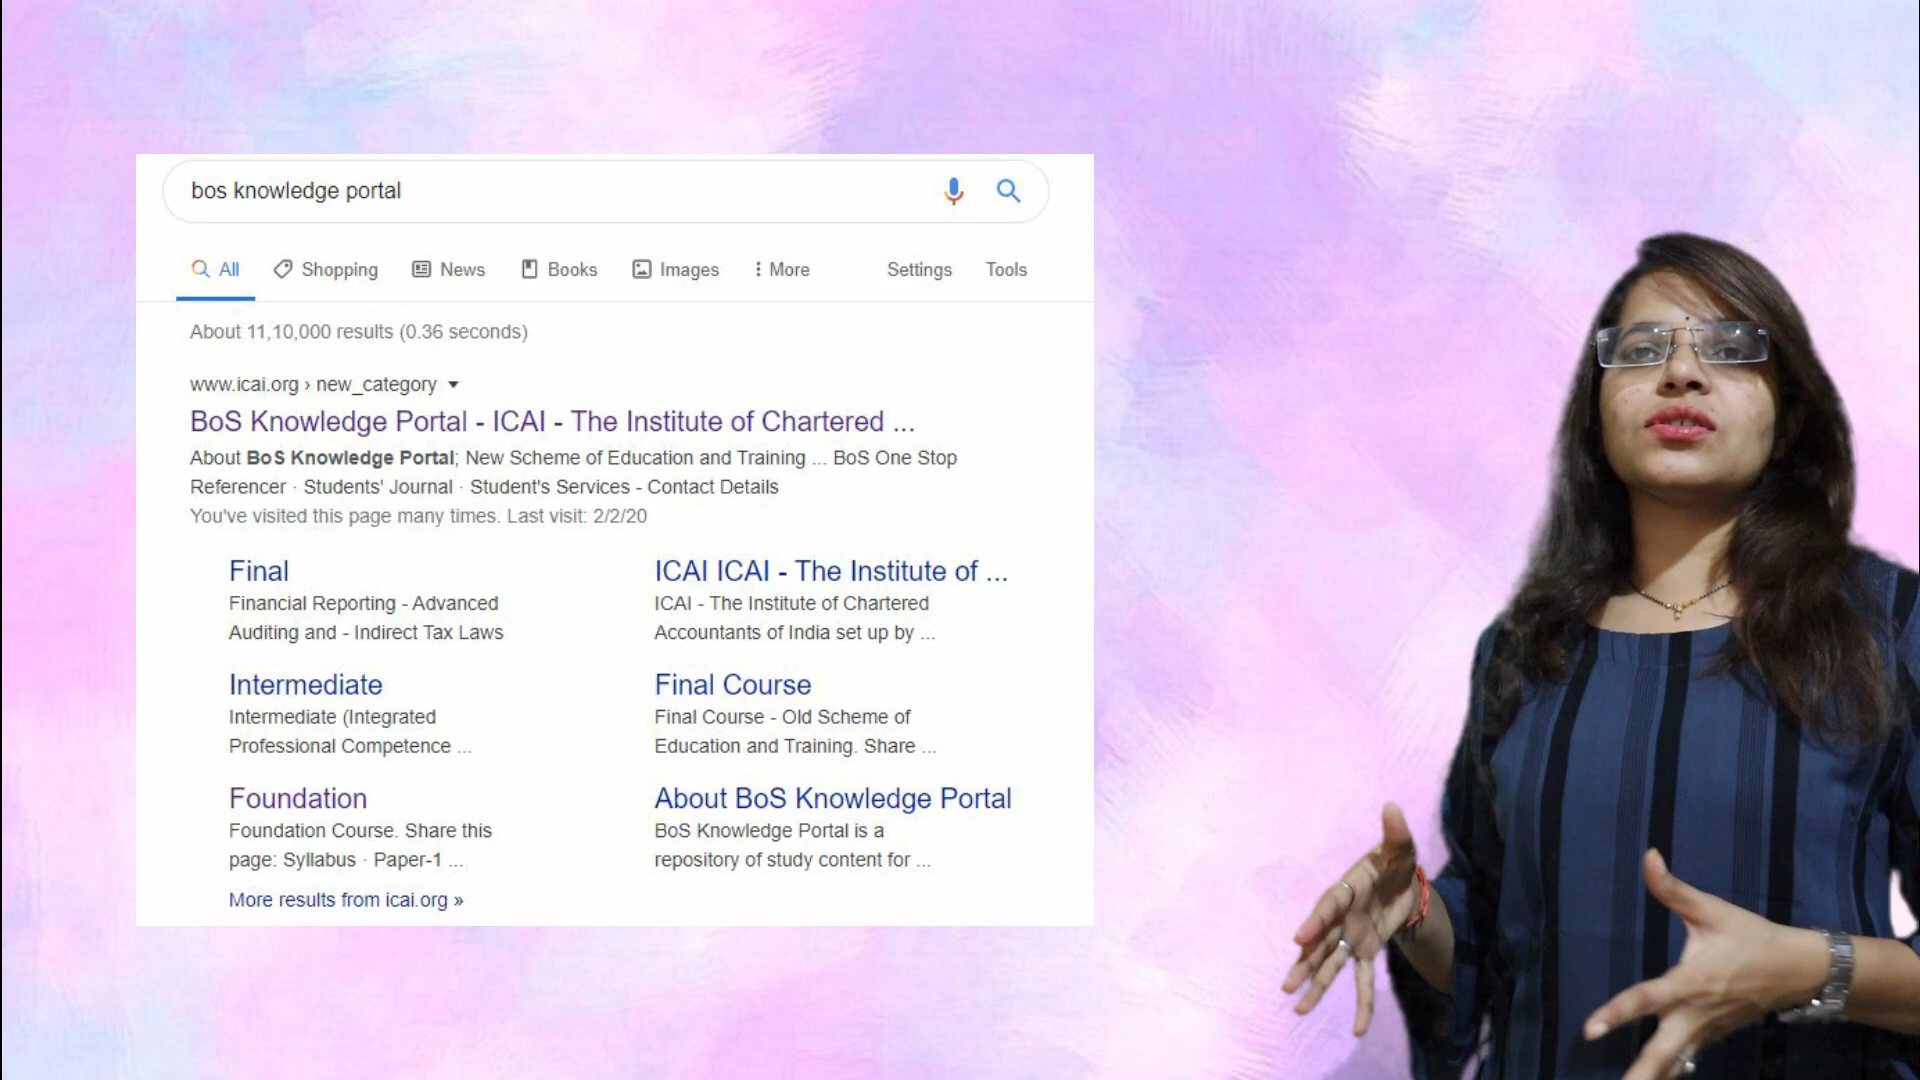 bos knowledge portal
All Shopping News Books Images More Settings Tools
About 11,10,000 results (0.36 seconds)
www.icai.org › new_category
BoS Knowledge Portal - ICAI - The Institute of Chartered ...
About BoS Knowledge Portal; New Scheme of Education and Training ... BoS One Stop
Referencer · Students' Journal · Student's Services - Contact Details
You've visited this page many times. Last visit: 2/2/20
Final
Financial Reporting - Advanced
Auditing and - Indirect Tax Laws
ICAI ICAI - The Institute of ...
ICAI - The Institute of Chartered
Accountants of India set up by ...
Intermediate
Intermediate (Integrated
Professional Competence ...
Final Course
Final Course - Old Scheme of
Education and Training. Share ...
Foundation
Foundation Course. Share this
page: Syllabus · Paper-1 ...
About BoS Knowledge Portal
BoS Knowledge Portal is a
repository of study content for ...
More results from icai.org »